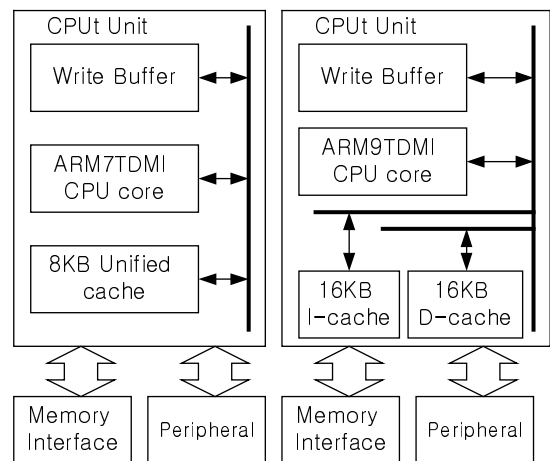 CPUt Unit
Write Buffer
ARM7TDMI
CPU core
8KB Unified
cache
Memory
Interface
Peripheral
CPUt Unit
Write Buffer
ARM9TDMI
CPU core
16KB
I-cache
16KB
D-cache
Memory
Interface
Peripheral